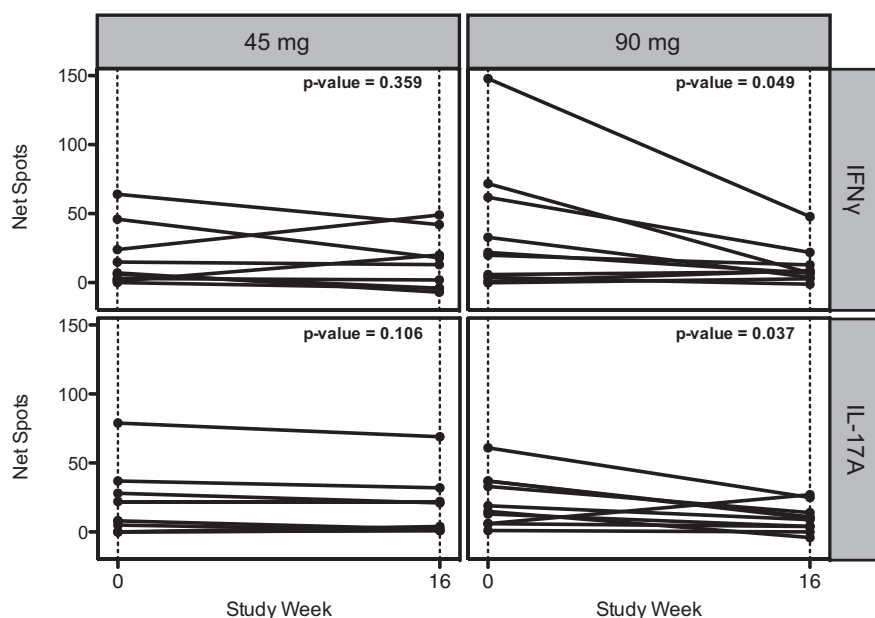 45 mg
90 mg
p-value = 0.359
p-value = 0.049
150
100
50
0
Net Spots
IFNγ
p-value = 0.106
p-value = 0.037
150
100
50
0
Net Spots
IL-17A
0
16
0
16
Study Week
Study Week